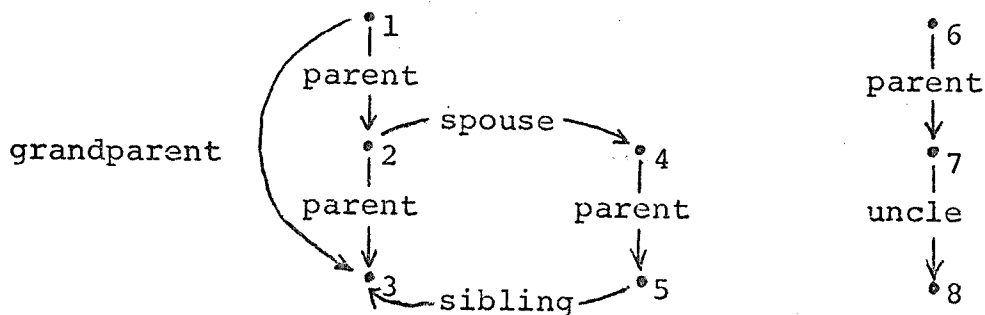 1 6
parent parent
spouse
grandparent 2 4 7
parent parent uncle
3 sibling 5 8